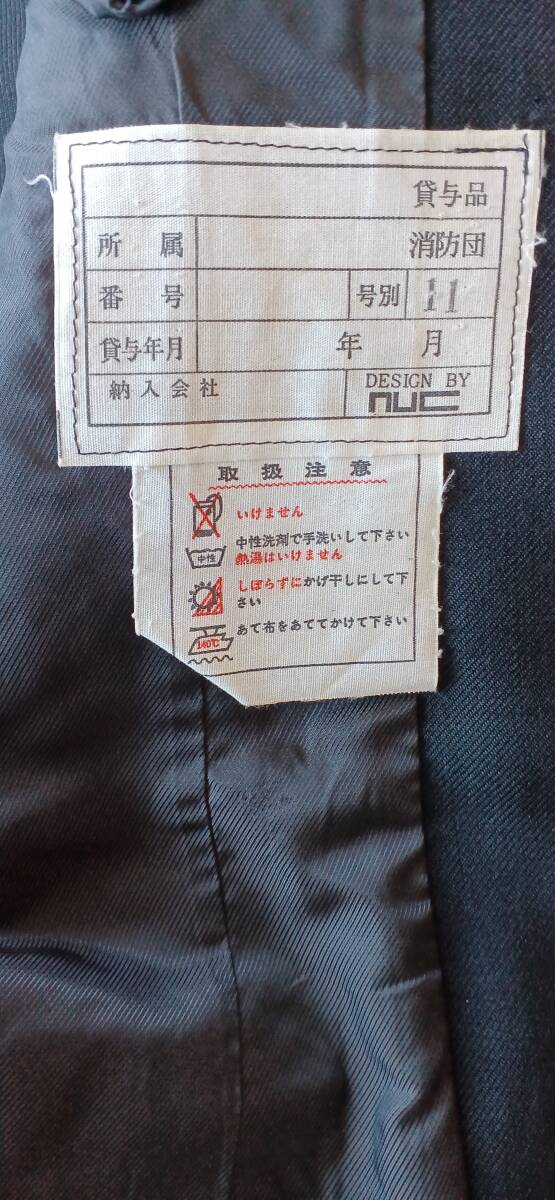 貸与品
所属 消防団
番号 号別 11
貸与年月 年 月
納入会社 DESIGN BY
nuc
取扱注意
いけません
中性洗剤で手洗いして下さい
中性 熱湯はいけません
しぼらずにかげ干しにして下
さい
あて布をあててかけて下さい
140℃